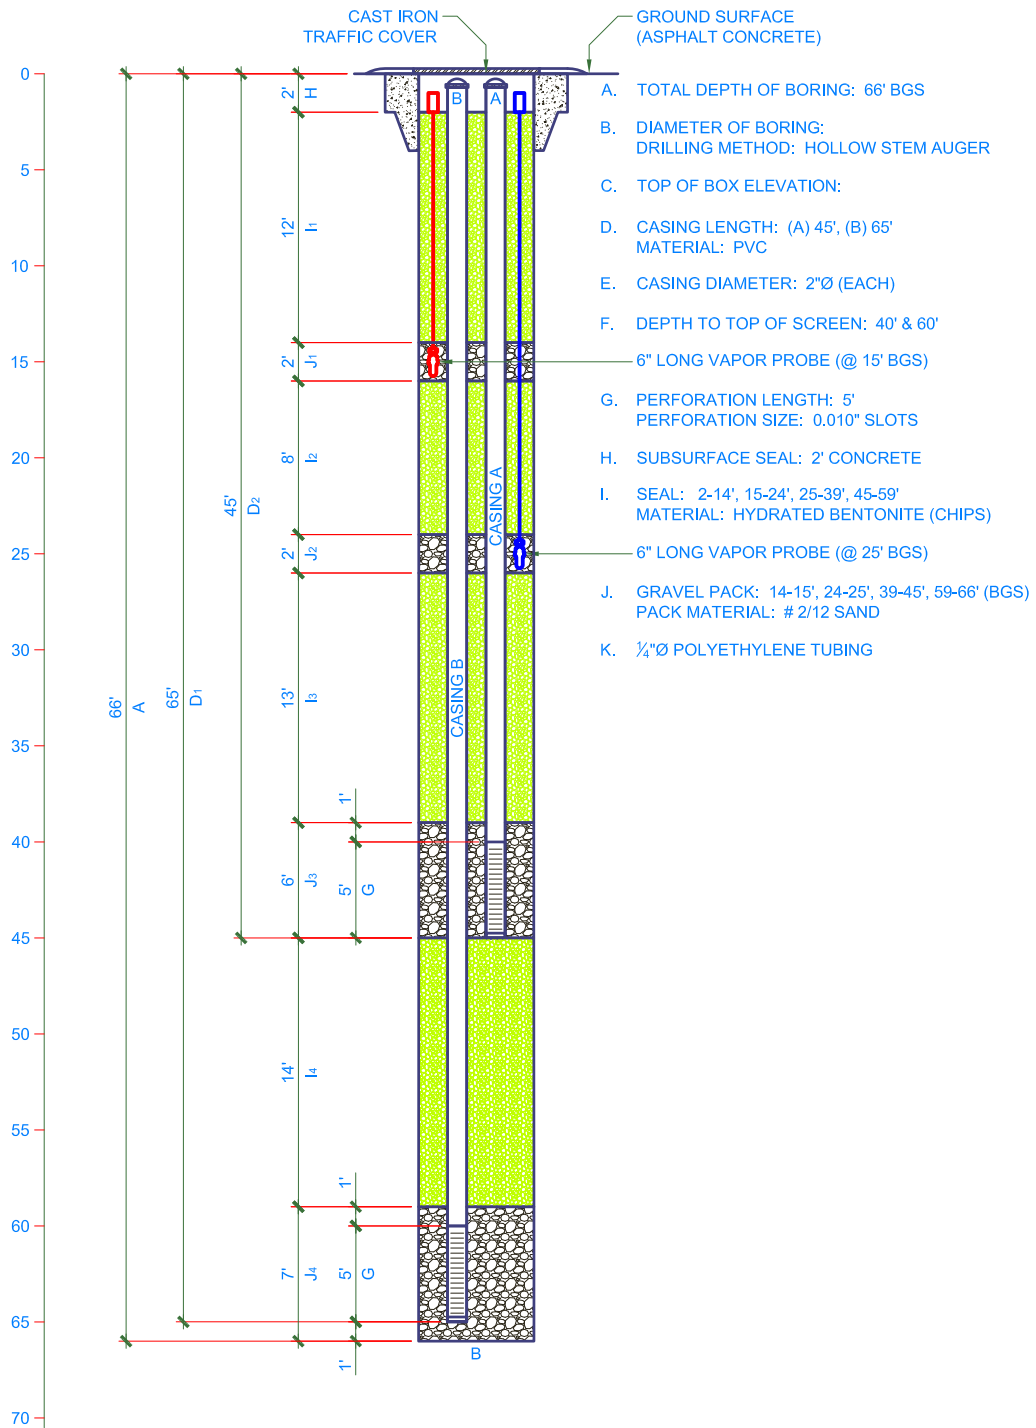 CAST IRON
TRAFFIC COVER
GROUND SURFACE
(ASPHALT CONCRETE)
0
5
10
15
20
25
30
35
40
45
50
55
60
65
70
66'
A
65'
D1
45'
D2
2'
H
12'
I1
2'
J1
8'
I2
2'
J2
13'
I3
6'
J3
14'
I4
7'
J4
1'
5'
G
1'
5'
G
1'
B
A
CASING A
CASING B
B
A. TOTAL DEPTH OF BORING: 66' BGS
B. DIAMETER OF BORING:
DRILLING METHOD: HOLLOW STEM AUGER
C. TOP OF BOX ELEVATION:
D. CASING LENGTH: (A) 45', (B) 65'
MATERIAL: PVC
E. CASING DIAMETER: 2"Ø (EACH)
F. DEPTH TO TOP OF SCREEN: 40' & 60'
6" LONG VAPOR PROBE (@ 15' BGS)
G. PERFORATION LENGTH: 5'
PERFORATION SIZE: 0.010" SLOTS
H. SUBSURFACE SEAL: 2' CONCRETE
I. SEAL: 2-14', 15-24', 25-39', 45-59'
MATERIAL: HYDRATED BENTONITE (CHIPS)
6" LONG VAPOR PROBE (@ 25' BGS)
J. GRAVEL PACK: 14-15', 24-25', 39-45', 59-66' (BGS)
PACK MATERIAL: # 2/12 SAND
K. ¼"Ø POLYETHYLENE TUBING